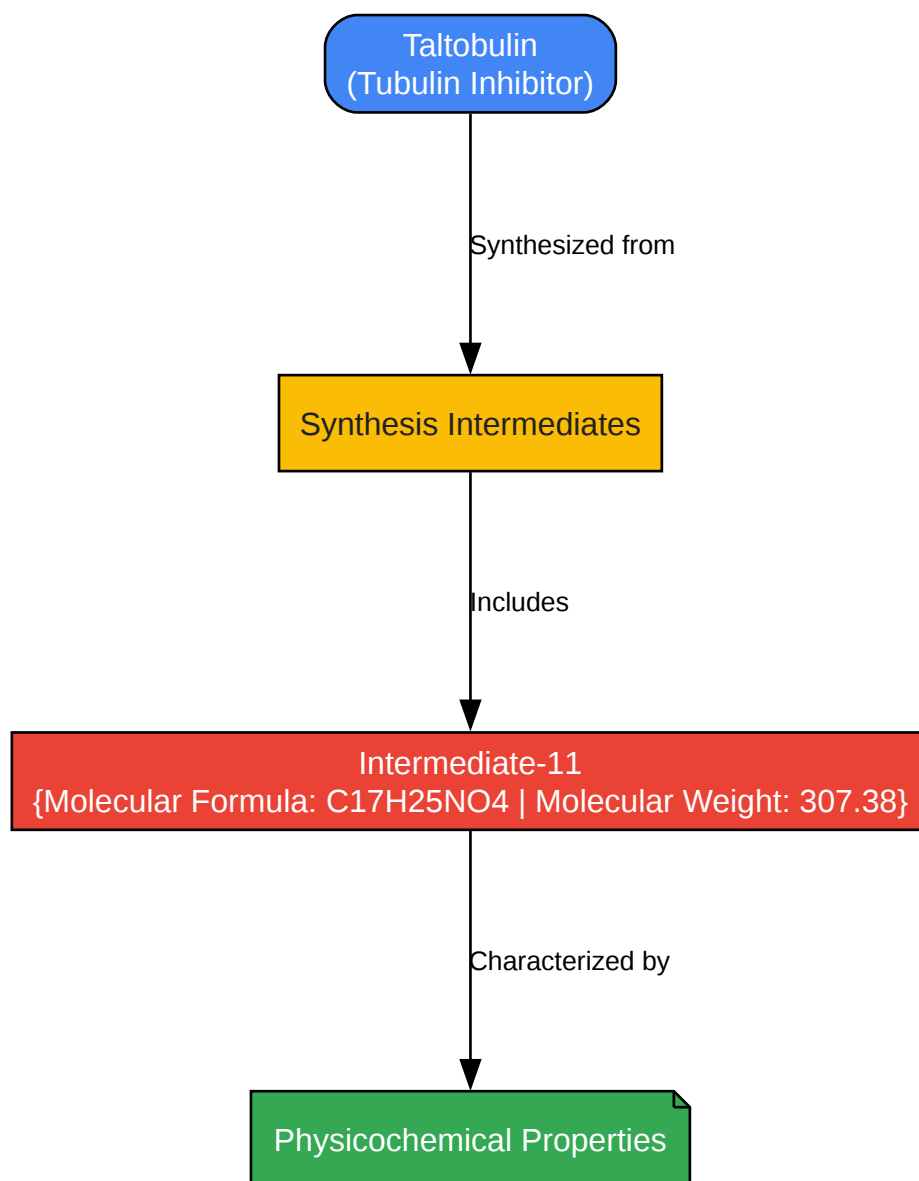 Taltobulin
(Tubulin Inhibitor)
Synthesized from
Synthesis Intermediates
Includes
Intermediate-11
{Molecular Formula: C17H25NO4 | Molecular Weight: 307.38}
Characterized by
Physicochemical Properties